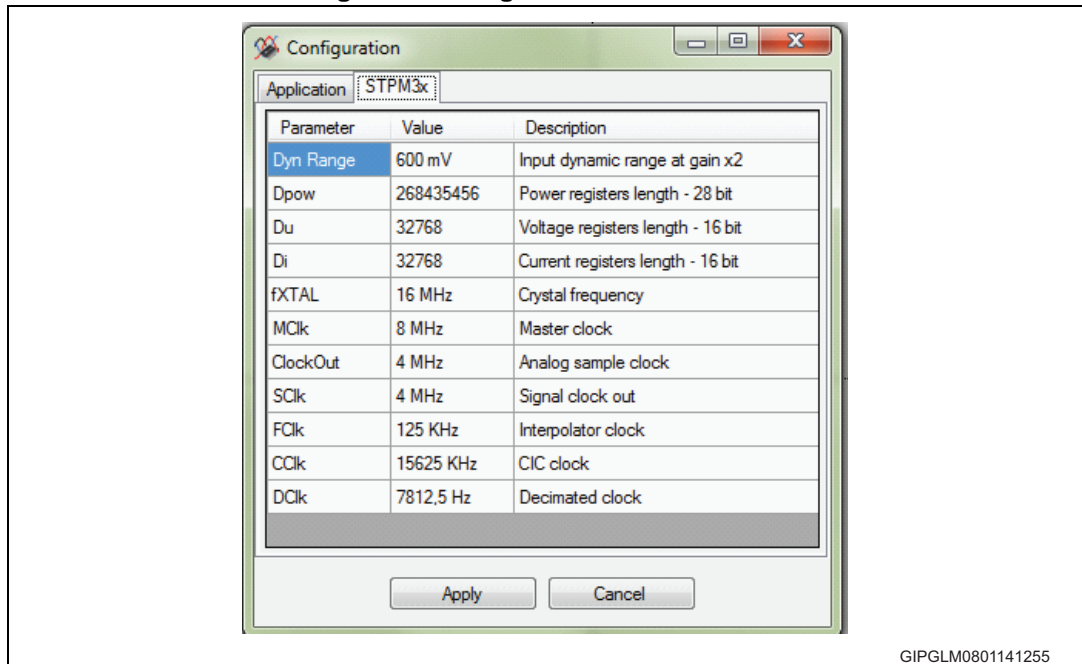 Configuration
Application STPM3x
Parameter Value Description
Dyn Range 600 mV Input dynamic range at gain x2
Dpow 268435456 Power registers length - 28 bit
Du 32768 Voltage registers length - 16 bit
Di 32768 Current registers length - 16 bit
fXTAL 16 MHz Crystal frequency
MClk 8 MHz Master clock
ClockOut 4 MHz Analog sample clock
SClk 4 MHz Signal clock out
FClk 125 KHz Interpolator clock
CClk 15625 KHz CIC clock
DClk 7812,5 Hz Decimated clock
Apply Cancel
GIPGLM0801141255